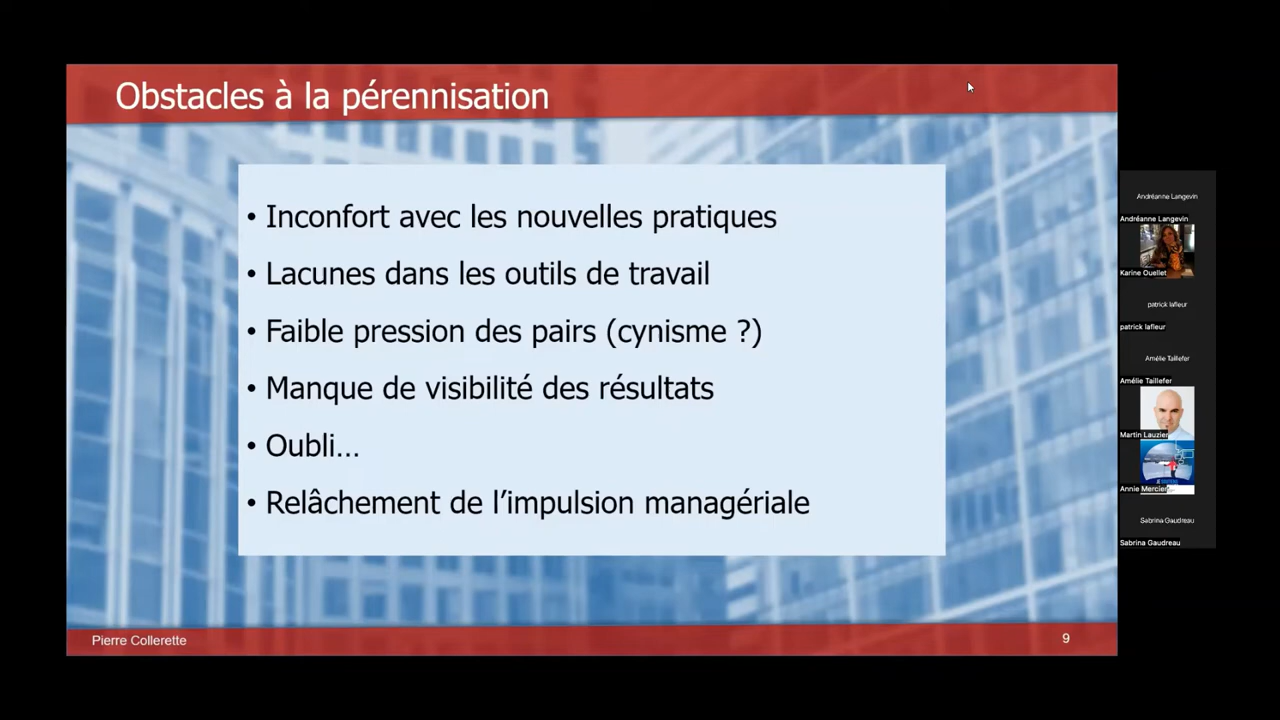 Obstacles à la pérennisation
• Inconfort avec les nouvelles pratiques
• Lacunes dans les outils de travail
• Faible pression des pairs (cynisme ?)
• Manque de visibilité des résultats
• Oubli…
• Relâchement de l’impulsion managériale
Pierre Collerette
9
Andréanne Langevin
Andréanne Langevin
Karine Ouellet
patrick lafleur
patrick lafleur
Amélie Taillefer
Amélie Taillefer
Martin Lauzier
Annie Mercier
Sabrina Gaudreau
Sabrina Gaudreau